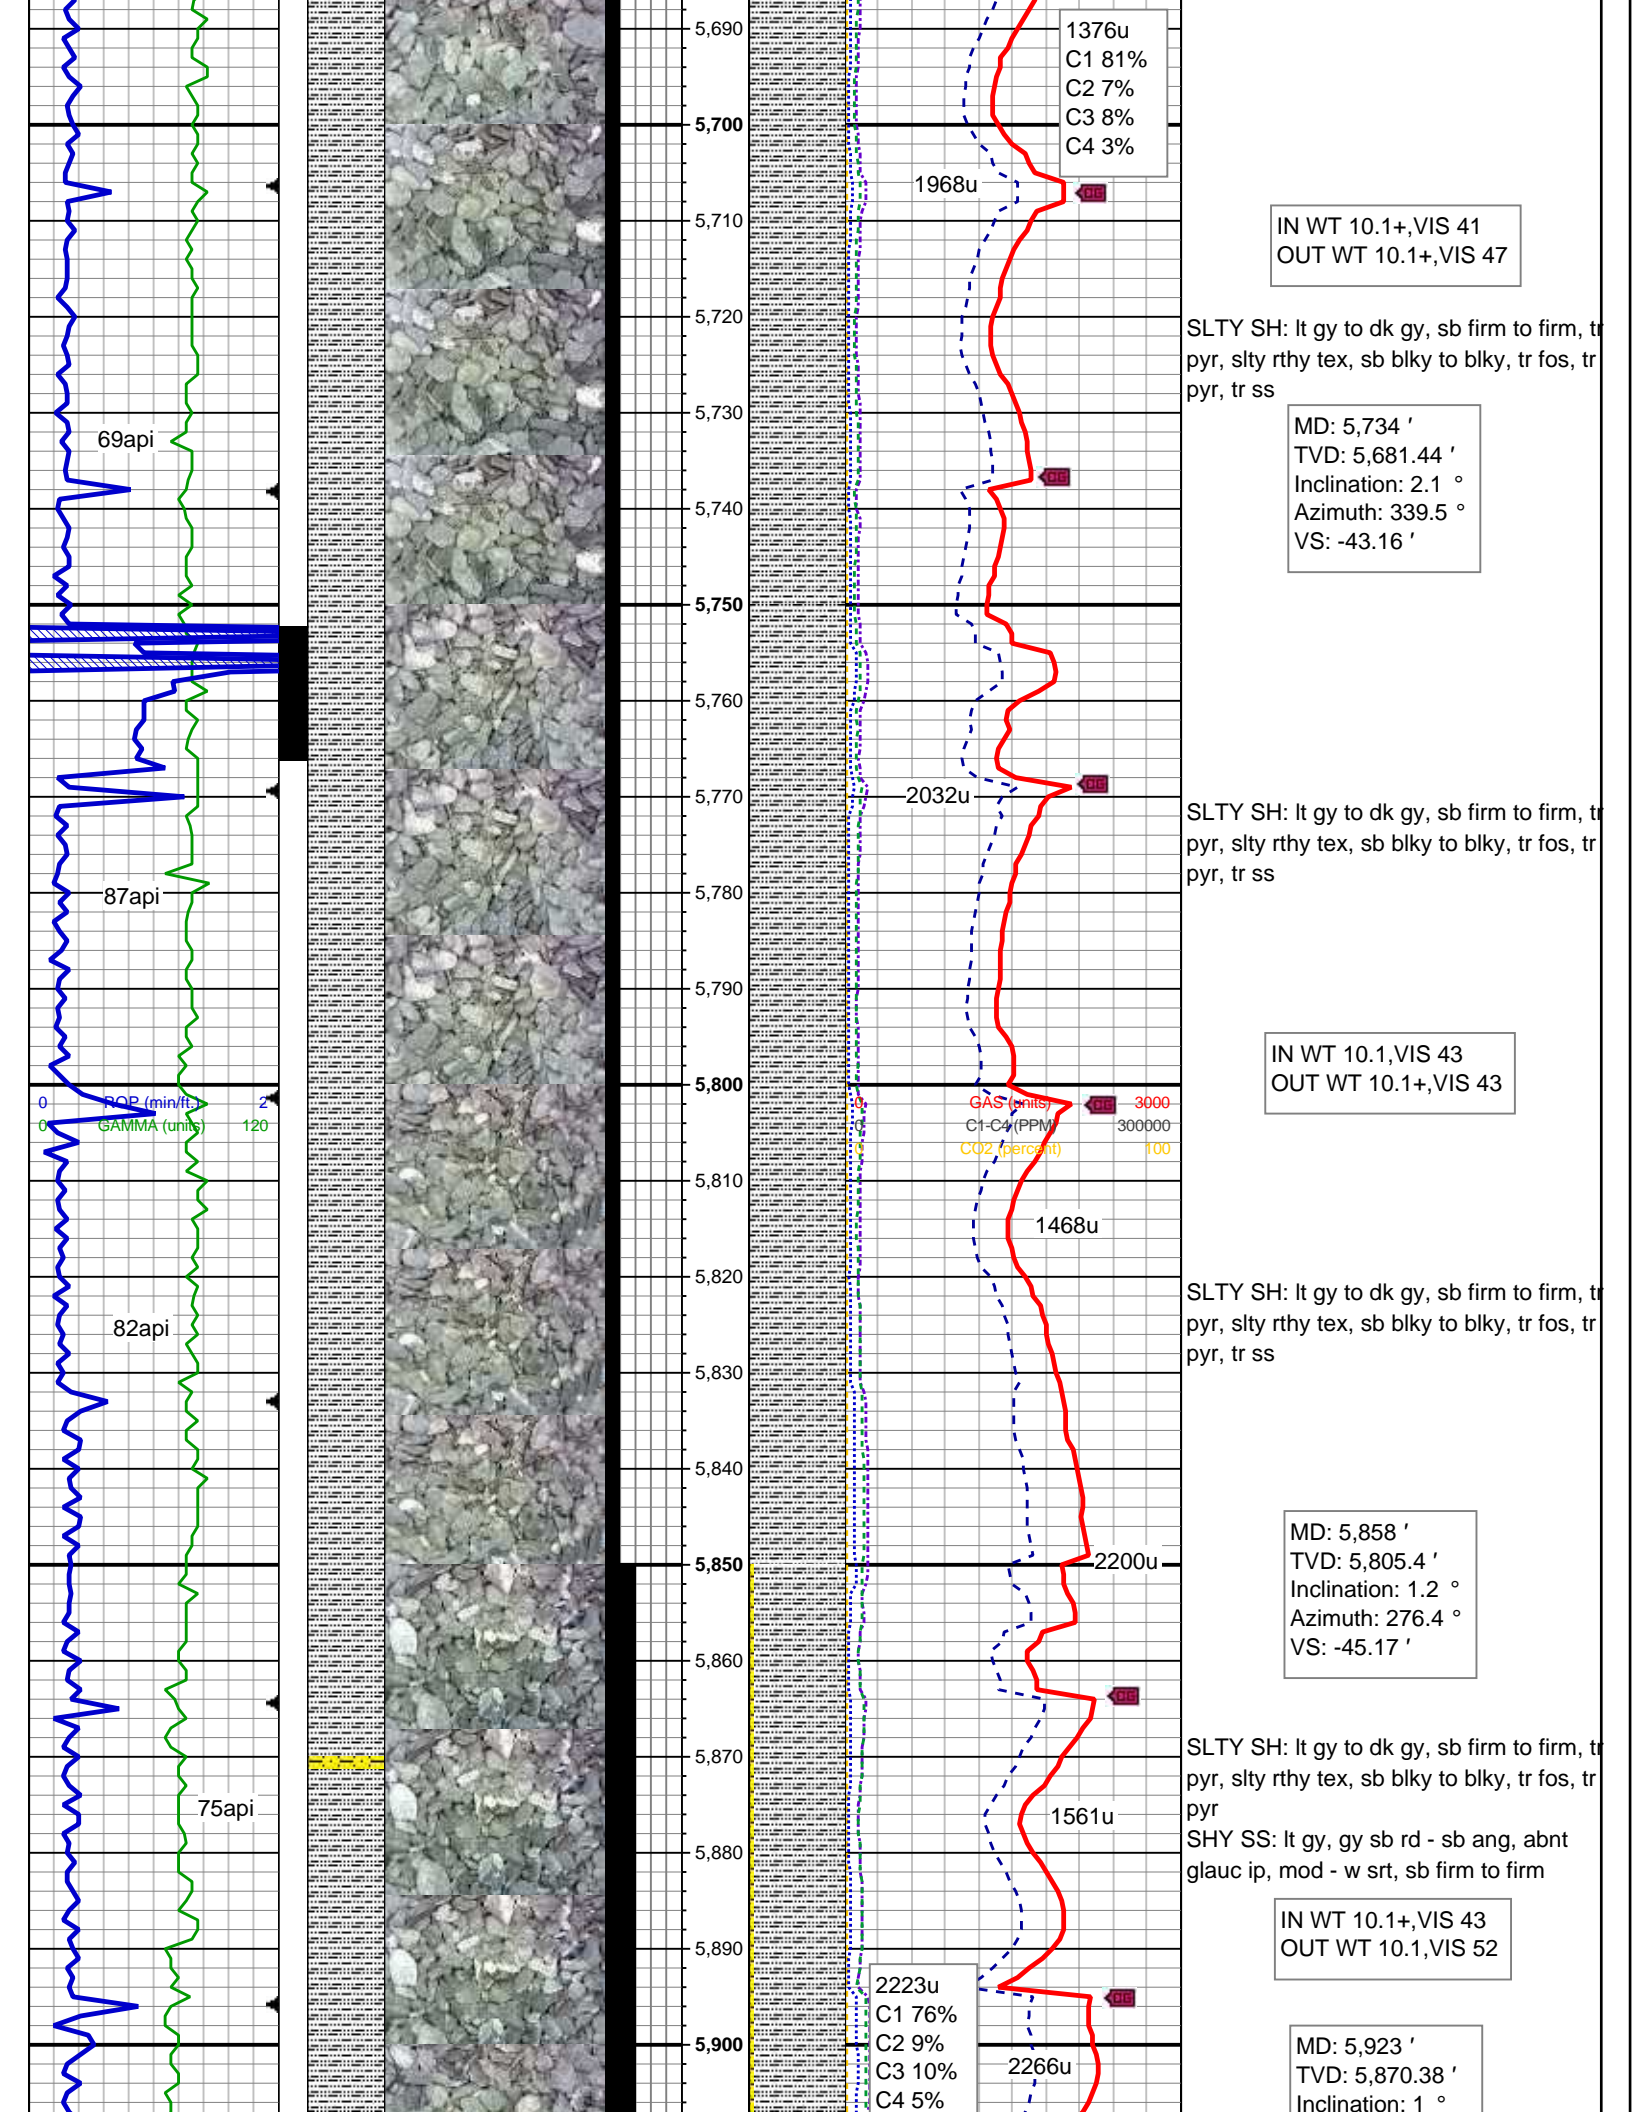 5,690
1376u
C1 81%
C2 7%
C3 8%
C4 3%
5,700
1968u
CG
5,710
IN WT 10.1+,VIS 41
OUT WT 10.1+,VIS 47
5,720
SLTY SH: lt gy to dk gy, sb firm to firm, tr
pyr, slty rthy tex, sb blky to blky, tr fos, tr
pyr, tr ss
5,730
69api
MD: 5,734 '
TVD: 5,681.44 '
Inclination: 2.1 °
Azimuth: 339.5 °
VS: -43.16 '
CG
5,740
5,750
5,760
CG
2032u
5,770
SLTY SH: lt gy to dk gy, sb firm to firm, tr
pyr, slty rthy tex, sb blky to blky, tr fos, tr
pyr, tr ss
5,780
87api
5,790
IN WT 10.1,VIS 43
OUT WT 10.1+,VIS 43
5,800
0 ROP (min/ft.) 2
0 GAMMA (units) 120
0 GAS (units) 3000
0 C1-C4 (PPM) 300000
0 CO2 (percent) 100
CG
5,810
1468u
5,820
SLTY SH: lt gy to dk gy, sb firm to firm, tr
pyr, slty rthy tex, sb blky to blky, tr fos, tr
pyr, tr ss
82api
5,830
5,840
MD: 5,858 '
TVD: 5,805.4 '
Inclination: 1.2 °
Azimuth: 276.4 °
VS: -45.17 '
5,850
2200u
5,860
CG
5,870
SLTY SH: lt gy to dk gy, sb firm to firm, tr
pyr, slty rthy tex, sb blky to blky, tr fos, tr
pyr
SHY SS: lt gy, gy sb rd - sb ang, abnt
glauc ip, mod - w srt, sb firm to firm
75api
1561u
5,880
IN WT 10.1+,VIS 43
OUT WT 10.1,VIS 52
5,890
2223u
C1 76%
C2 9%
C3 10%
C4 5%
CG
5,900
2266u
MD: 5,923 '
TVD: 5,870.38 '
Inclination: 1 °